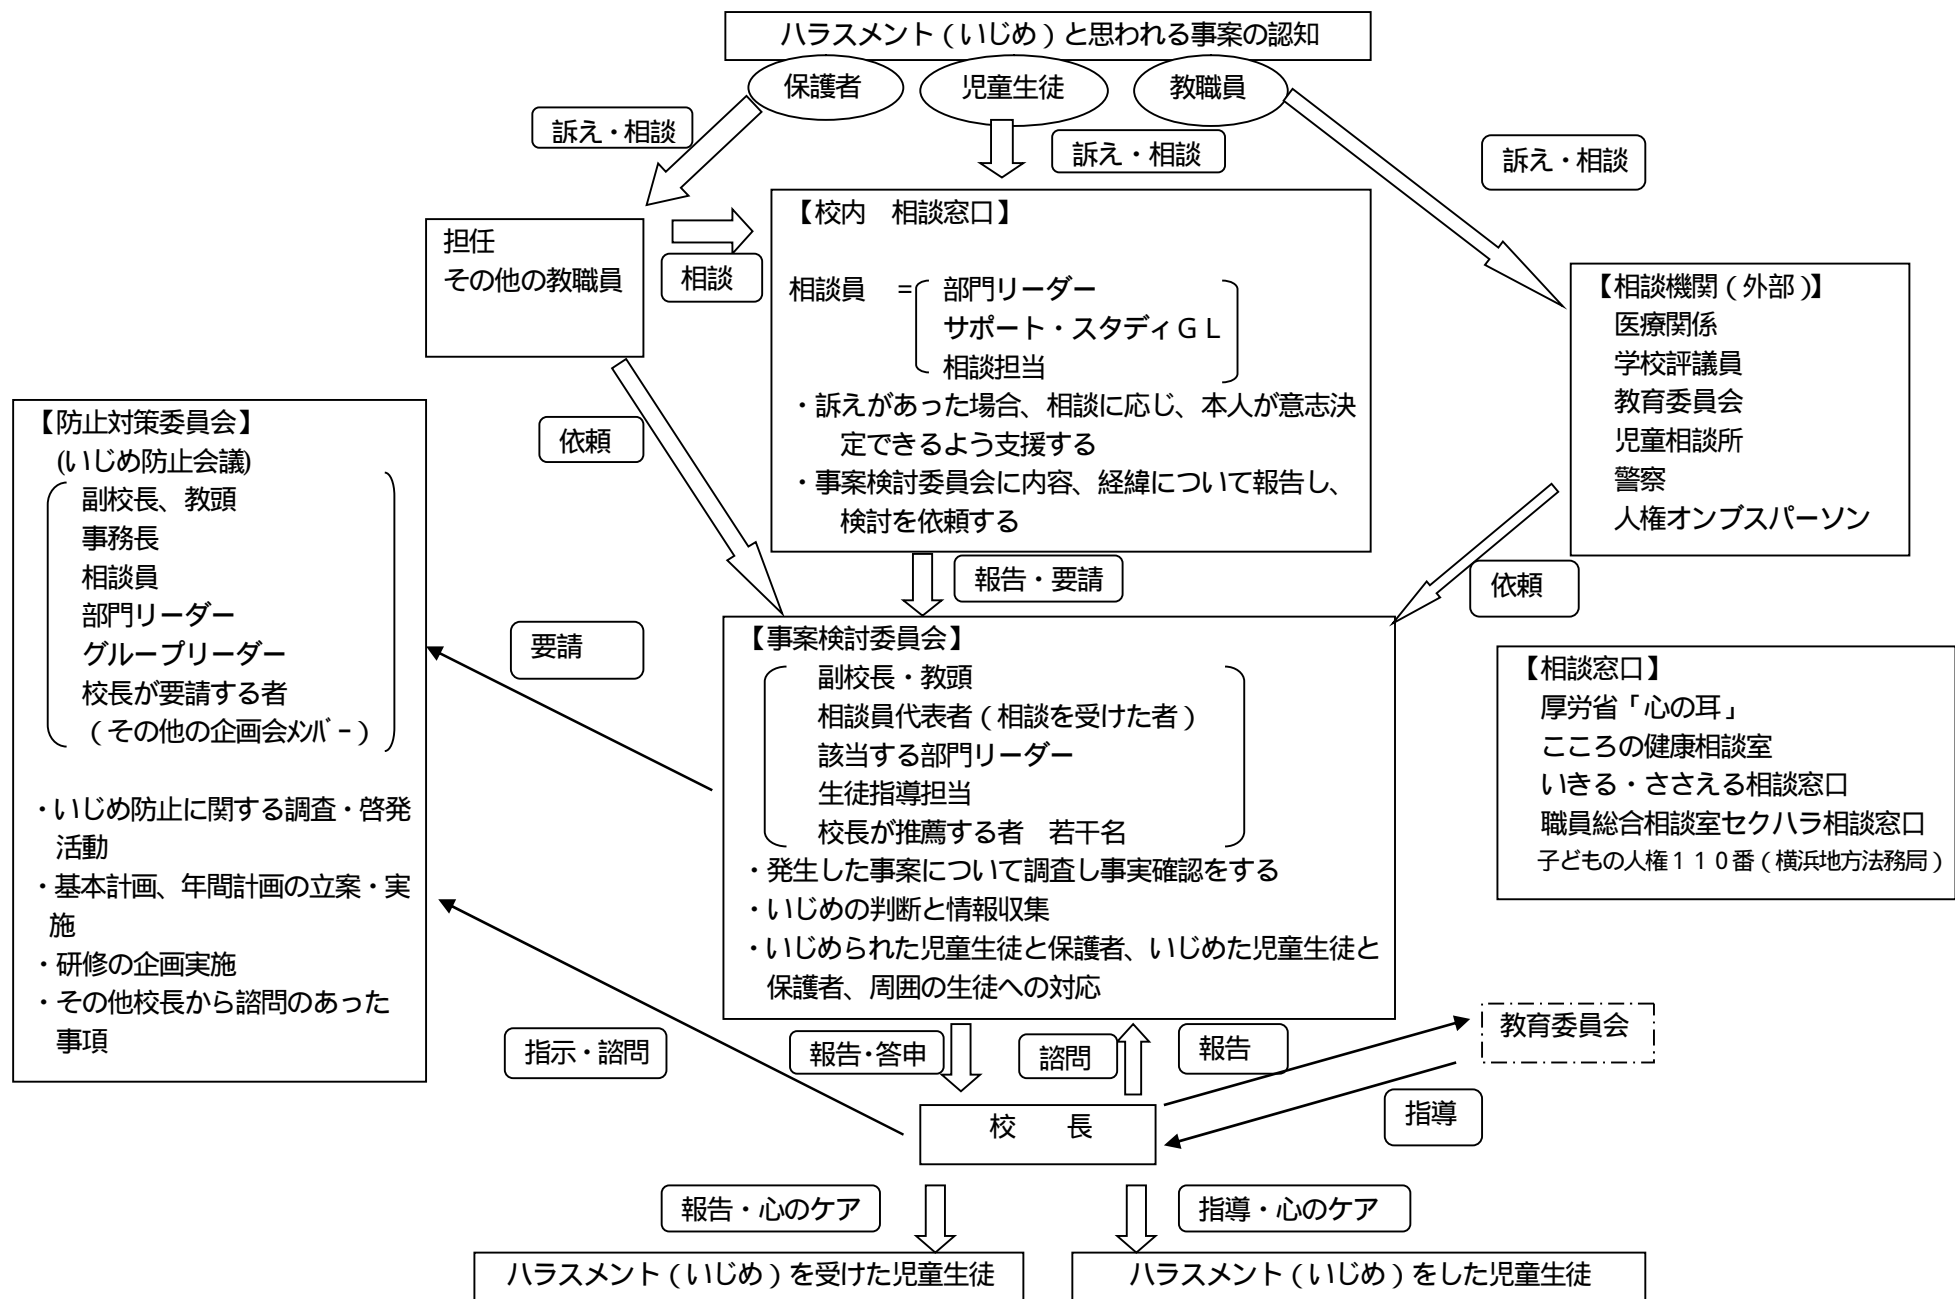 ハラスメント（いじめ）と思われる事案の認知
保護者
児童生徒
教職員
訴え・相談
訴え・相談
訴え・相談
担任
その他の教職員
相談
【校内　相談窓口】
相談員　=　部門リーダー
サポート・スタディＧＬ
相談担当
・訴えがあった場合、相談に応じ、本人が意志決
定できるよう支援する
・事案検討委員会に内容、経緯について報告し、
検討を依頼する
【相談機関（外部）】
医療関係
学校評議員
教育委員会
児童相談所
警察
人権オンブスパーソン
依頼
報告・要請
依頼
【防止対策委員会】
(いじめ防止会議)
副校長、教頭
事務長
相談員
部門リーダー
グループリーダー
校長が要請する者
（その他の企画会ﾒﾝﾊﾞｰ）
・いじめ防止に関する調査・啓発
活動
・基本計画、年間計画の立案・実
施
・研修の企画実施
・その他校長から諮問のあった
事項
要請
【事案検討委員会】
副校長・教頭
相談員代表者（相談を受けた者）
該当する部門リーダー
生徒指導担当
校長が推薦する者　若干名
・発生した事案について調査し事実確認をする
・いじめの判断と情報収集
・いじめられた児童生徒と保護者、いじめた児童生徒と
保護者、周囲の生徒への対応
【相談窓口】
厚労省「心の耳」
こころの健康相談室
いきる・ささえる相談窓口
職員総合相談室セクハラ相談窓口
子どもの人権１１０番（横浜地方法務局）
指示・諮問
報告・答申
諮問
報告
教育委員会
指導
校　　長
報告・心のケア
指導・心のケア
ハラスメント（いじめ）を受けた児童生徒
ハラスメント（いじめ）をした児童生徒